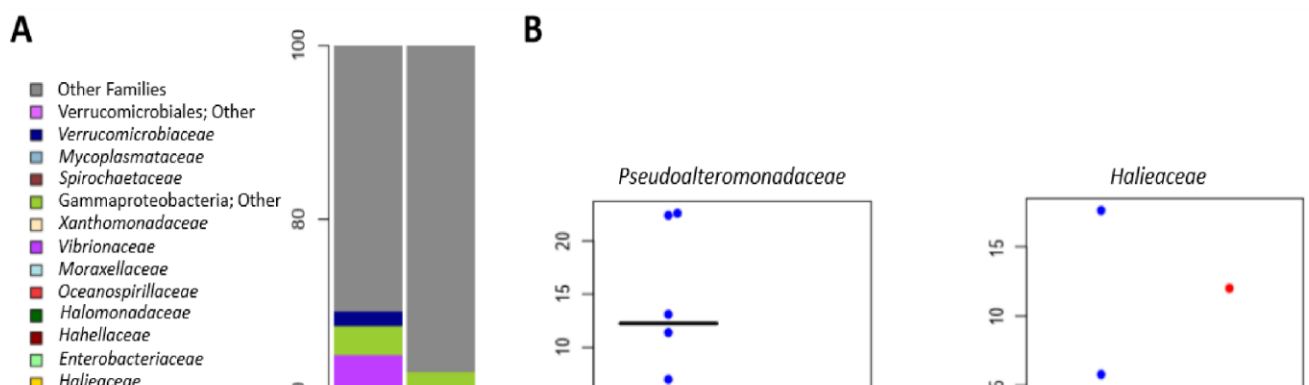 A
B
100
80
Other Families
Verrucomicrobiales; Other
Verrucomicrobiaceae
Mycoplasmataceae
Spirochaetaceae
Gammaproteobacteria; Other
Xanthomonadaceae
Vibrionaceae
Moraxellaceae
Oceanospirillaceae
Halomonadaceae
Hahellaceae
Enterobacteriaceae
Halieaceae
Pseudoalteromonadaceae
20
15
10
Halieaceae
15
10